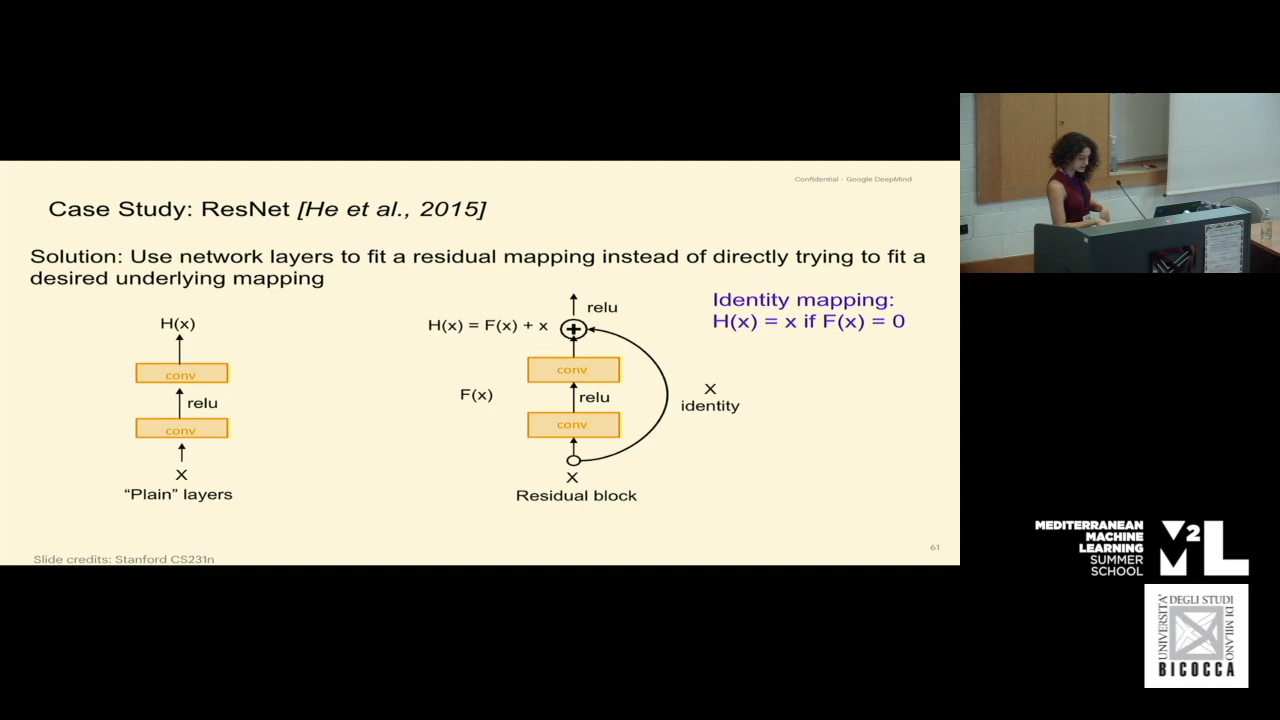 Confidential - Google DeepMind
Case Study: ResNet [He et al., 2015]
Solution: Use network layers to fit a residual mapping instead of directly trying to fit a
desired underlying mapping
H(x)
conv
relu
conv
X
“Plain” layers
relu
H(x) = F(x) + x
+
conv
F(x)
relu
conv
X
identity
X
Residual block
Identity mapping:
H(x) = x if F(x) = 0
61
Slide credits: Stanford CS231n
MEDITERRANEAN
MACHINE
LEARNING
SUMMER
SCHOOL
M2L
UNIVERSITA'
DEGLI STUDI
DI MILANO
BICOCCA